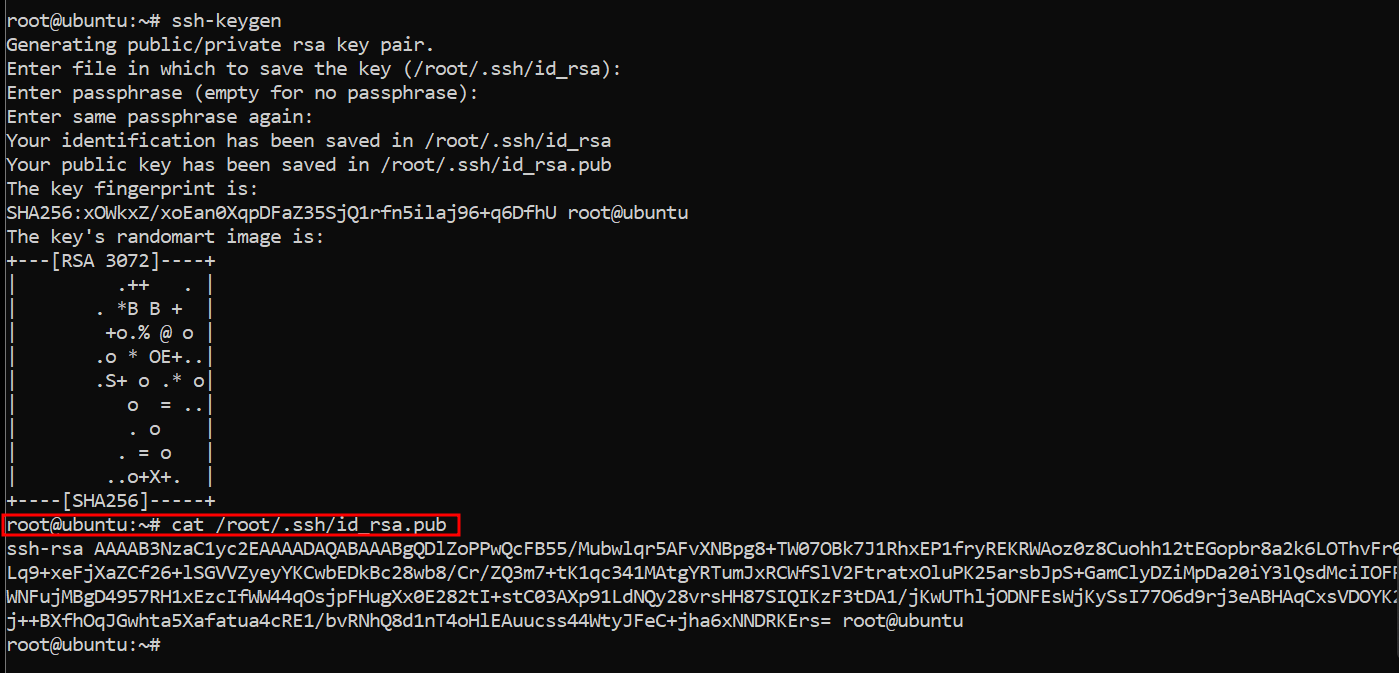 root@ubuntu:~# ssh-keygen
Generating public/private rsa key pair.
Enter file in which to save the key (/root/.ssh/id_rsa):
Enter passphrase (empty for no passphrase):
Enter same passphrase again:
Your identification has been saved in /root/.ssh/id_rsa
Your public key has been saved in /root/.ssh/id_rsa.pub
The key fingerprint is:
SHA256:xOWkxZ/xoEan0XqpDFaZ35SjQ1rfn5ilaj96+q6DfhU root@ubuntu
The key's randomart image is:
+---[RSA 3072]----+
|         .++   . |
|       . *B B +  |
|        +o.% @ o |
|       .o * OE+..|
|       .S+ o .* o|
|          o  = ..|
|          . o    |
|         . = o   |
|        ..o+X+.  |
+----[SHA256]-----+
root@ubuntu:~# cat /root/.ssh/id_rsa.pub
ssh-rsa AAAAB3NzaC1yc2EAAAADAQABAAABgQDlZoPPwQcFB55/Mubwlqr5AFvXNBpg8+TW07OBk7J1RhxEP1fryREKRWAoz0z8Cuohh12tEGopbr8a2k6LOThvFr
Lq9+xeFjXaZCf26+lSGVVZyeyYKCwbEDkBc28wb8/Cr/ZQ3m7+tK1qc341MAtgYRTumJxRCWfSlV2FtratxOluPK25arsbJpS+GamClyDZiMpDa20iY3lQsdMciIOF
WNFujMBgD4957RH1xEzcIfWW44qOsjpFHugXx0E282tI+stC03AXp91LdNQy28vrsHH87SIQIKzF3tDA1/jKwUThljODNFEsWjKySsI77O6d9rj3eABHAqCxsVDOYK
j++BXfhOqJGwhta5Xafatua4cRE1/bvRNhQ8d1nT4oHlEAuucss44WtyJFeC+jha6xNNDRKErs= root@ubuntu
root@ubuntu:~#